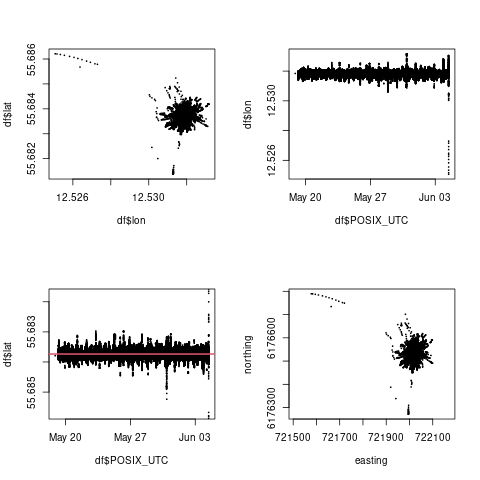 df$lat
55.682
55.684
55.686
12.526
12.530
df$lon
df$lon
12.526
12.530
May 20
May 27
Jun 03
df$POSIX_UTC
df$lat
55.685
55.683
May 20
May 27
Jun 03
df$POSIX_UTC
northing
6176300
6176600
721500
721700
721900
722100
easting